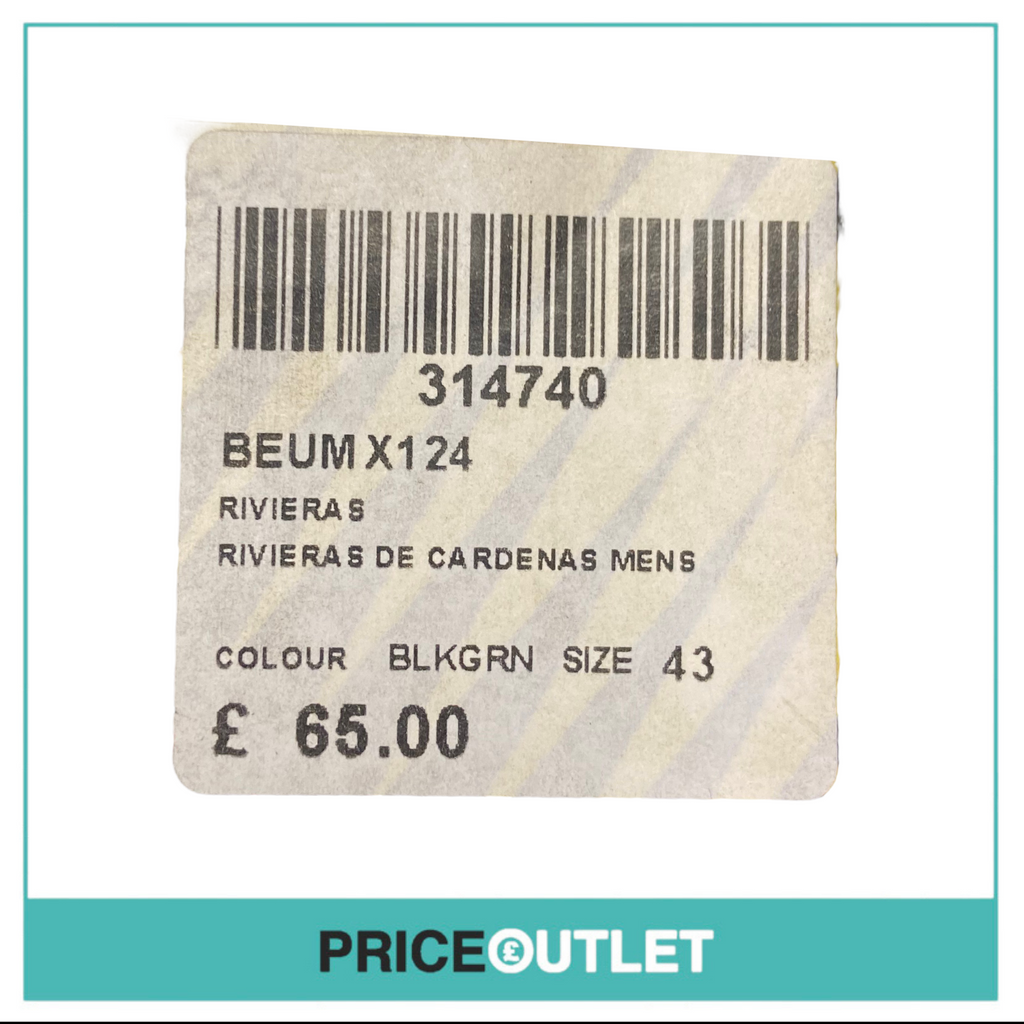 314740
BEUM X124
RIVIERAS
RIVIERAS DE CARDENAS MENS
COLOUR BLKGRN SIZE 43
£ 65.00
PRICE£OUTLET